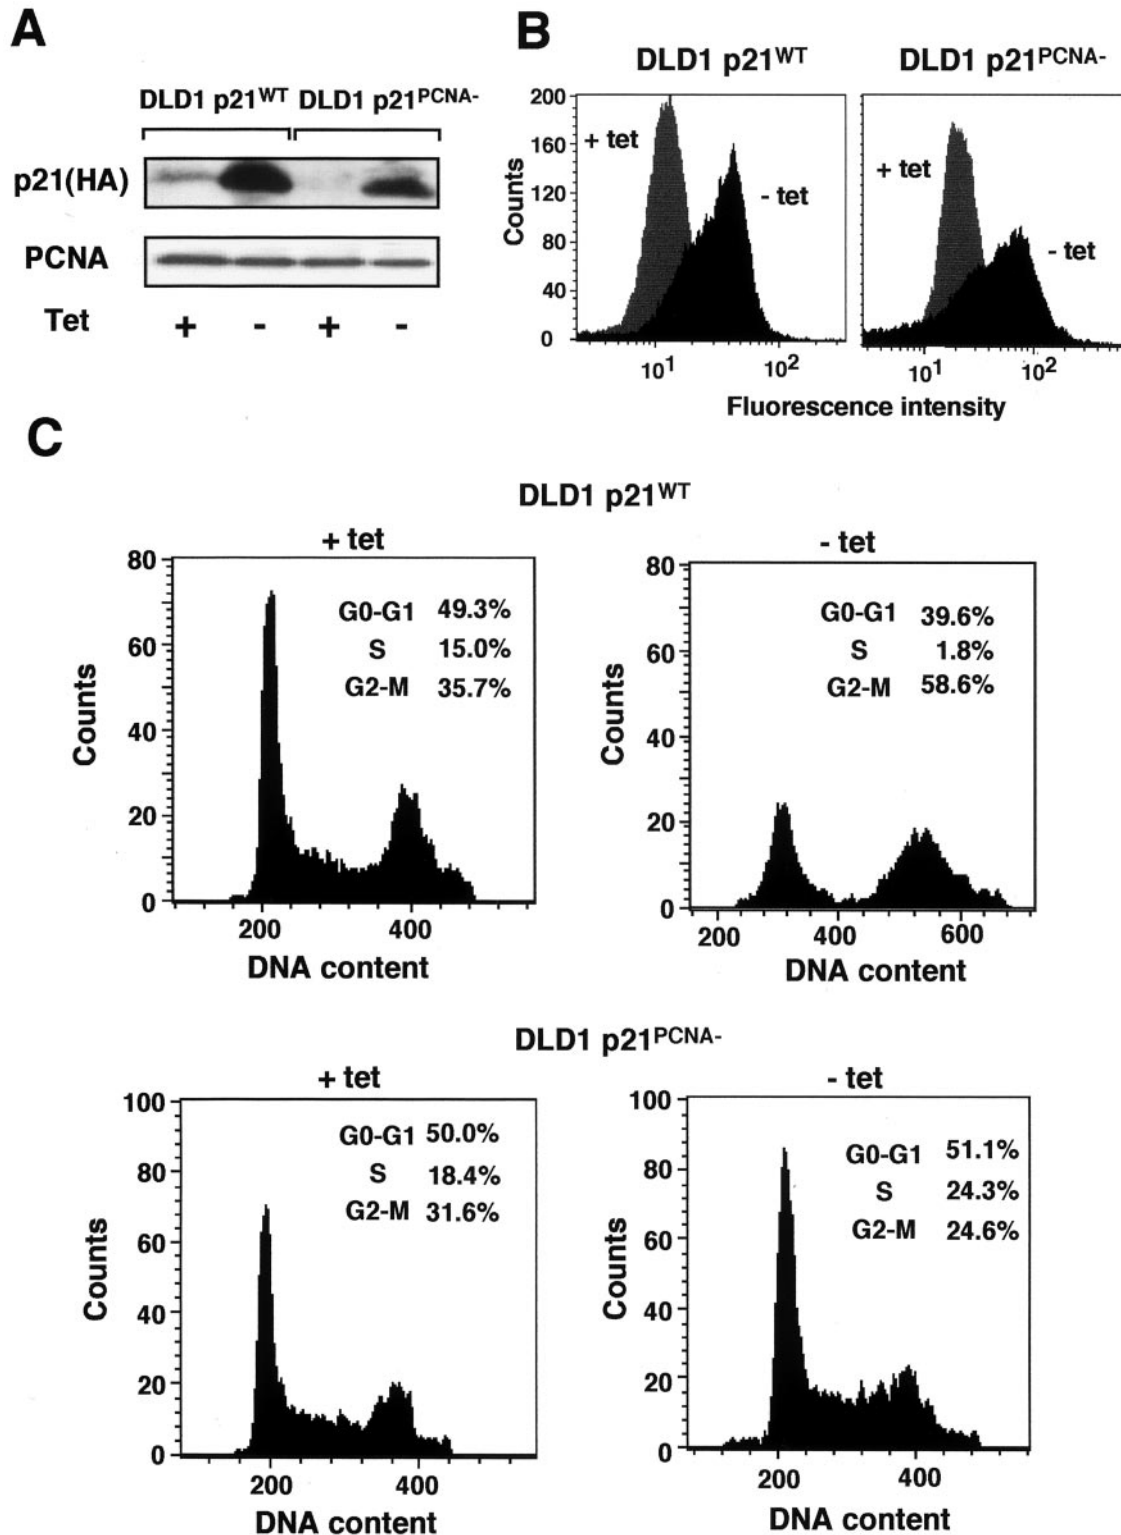 A
DLD1 p21WT DLD1 p21PCNA-
p21(HA)
PCNA
Tet + - + -
B
DLD1 p21WT DLD1 p21PCNA-
200
160
120
80
40
0
Counts
+ tet
- tet
+ tet
- tet
10¹ 10² 10¹ 10²
Fluorescence intensity
C
DLD1 p21WT
+ tet
80
60
40
20
0
Counts
G0-G1 49.3%
S 15.0%
G2-M 35.7%
200 400
DNA content
- tet
80
60
40
20
0
Counts
G0-G1 39.6%
S 1.8%
G2-M 58.6%
200 400 600
DNA content
DLD1 p21PCNA-
+ tet
100
80
60
40
20
0
Counts
G0-G1 50.0%
S 18.4%
G2-M 31.6%
200 400
DNA content
- tet
100
80
60
40
20
0
Counts
G0-G1 51.1%
S 24.3%
G2-M 24.6%
200 400
DNA content